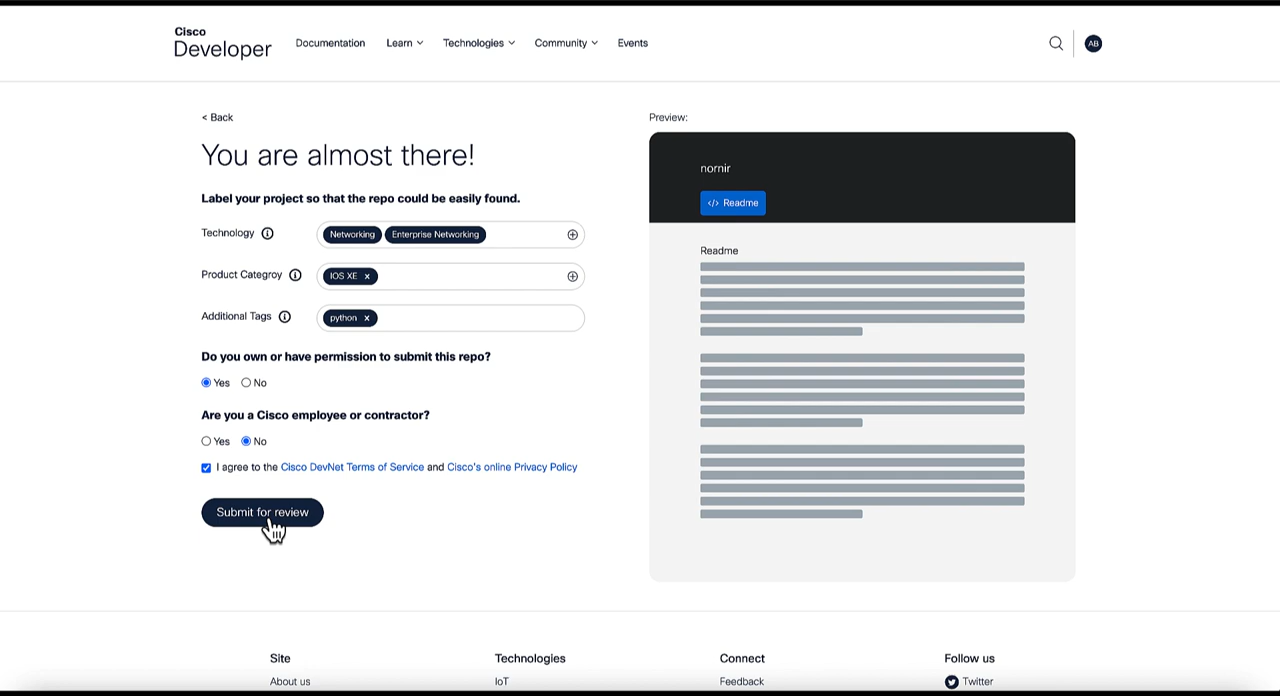 Cisco
Developer
Documentation
Learn
Technologies
Community
Events
AB
< Back
You are almost there!
Label your project so that the repo could be easily found.
Technology
Networking
Enterprise Networking
Product Categroy
IOS XE x
Additional Tags
python x
Do you own or have permission to submit this repo?
Yes
No
Are you a Cisco employee or contractor?
Yes
No
I agree to the Cisco DevNet Terms of Service and Cisco's online Privacy Policy
Submit for review
Preview:
nornir
</> Readme
Readme
Site
About us
Technologies
IoT
Connect
Feedback
Follow us
Twitter